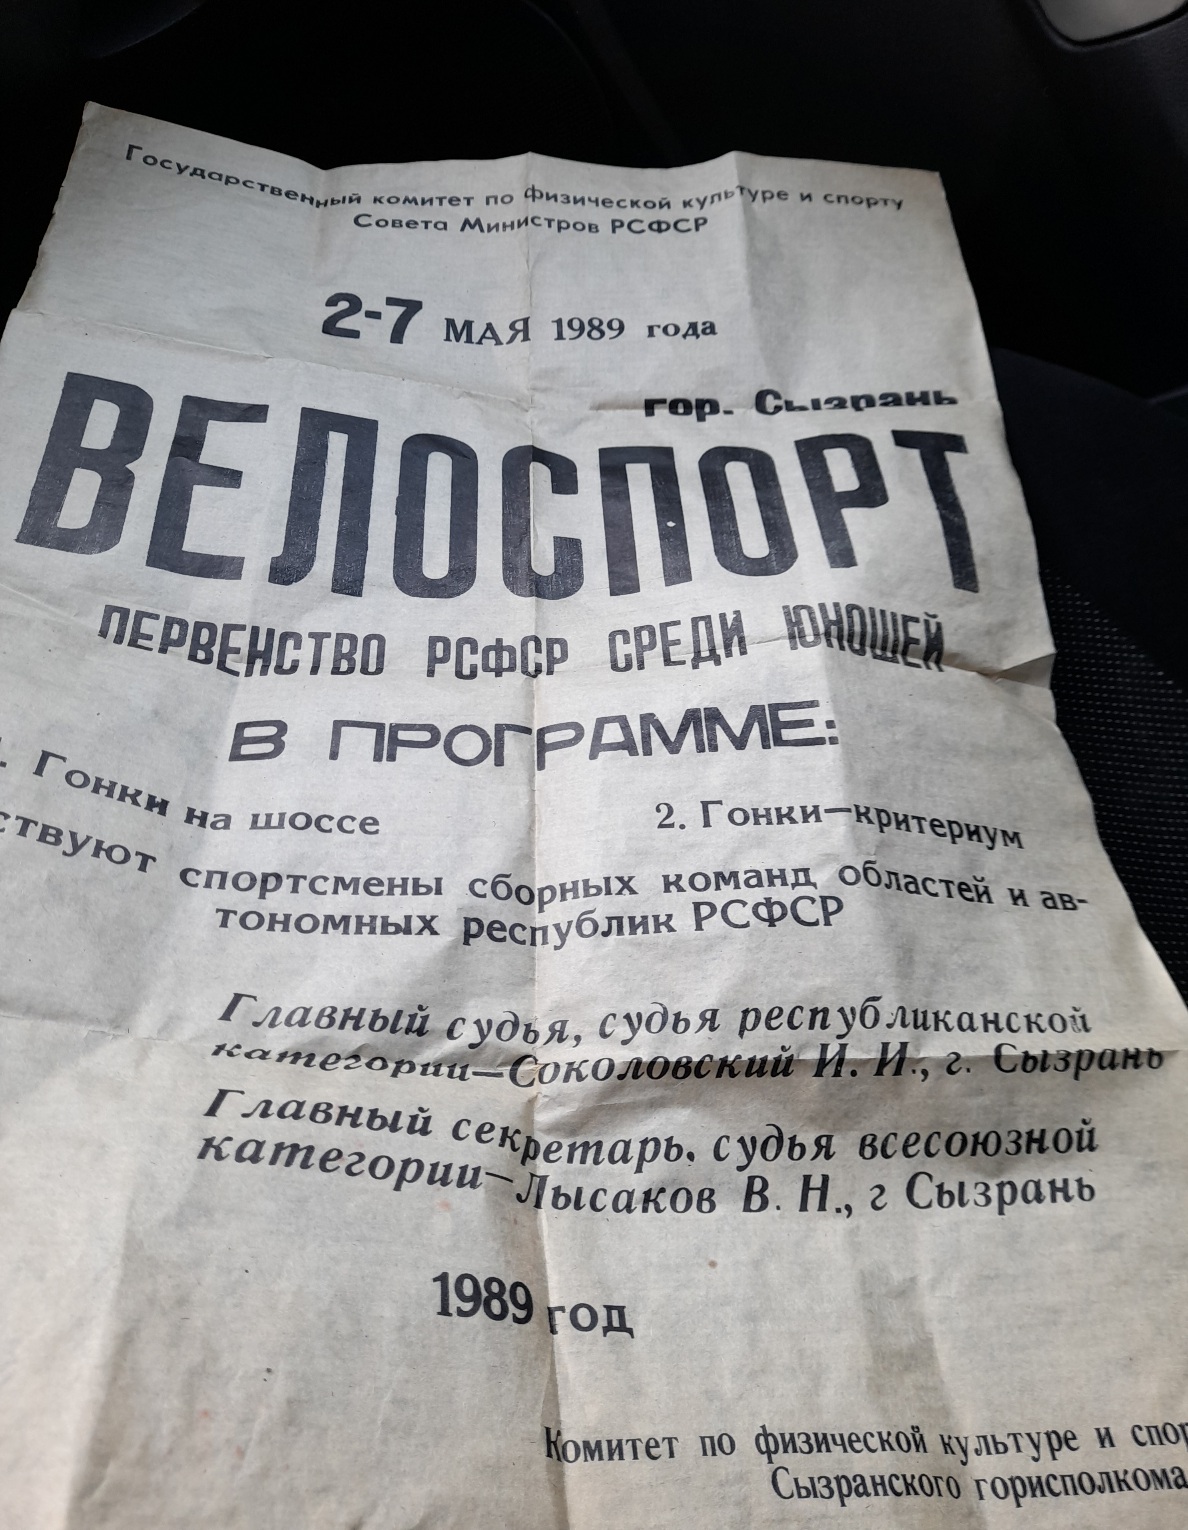 Государственный комитет по физической культуре и спорту
Совета Министров РСФСР
2-7 МАЯ 1989 года
гор. Сызрань
ВЕЛОСПОРТ
ПЕРВЕНСТВО РСФСР СРЕДИ ЮНОШЕЙ
В ПРОГРАММЕ:
. Гонки на шоссе 2. Гонки—критериум
ствуют спортсмены сборных команд областей и ав-
тономных республик РСФСР
Главный судья, судья республиканской
категории—Соколовский И. И., г. Сызрань
Главный секретарь, судья всесоюзной
категории—Лысаков В. Н., г Сызрань
1989 год
Комитет по физической культуре и спор
Сызранского горисполкома